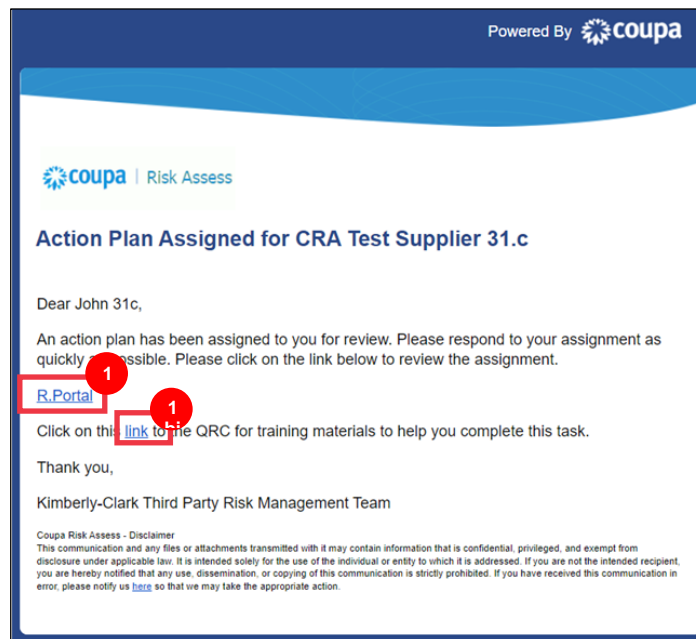 Powered By coupa
coupa | Risk Assess
Action Plan Assigned for CRA Test Supplier 31.c
Dear John 31c,
An action plan has been assigned to you for review. Please respond to your assignment as
quickly possible. Please click on the link below to review the assignment.
1
R.Portal
1
Click on this link to the QRC for training materials to help you complete this task.
Thank you,
Kimberly-Clark Third Party Risk Management Team
Coupa Risk Assess - Disclaimer
This communication and any files or attachments transmitted with it may contain information that is confidential, privileged, and exempt from
disclosure under applicable law. It is intended solely for the use of the individual or entity to which it is addressed. If you are not the intended recipient,
you are hereby notified that any use, dissemination, or copying of this communication is strictly prohibited. If you have received this communication in
error, please notify us here so that we may take the appropriate action.